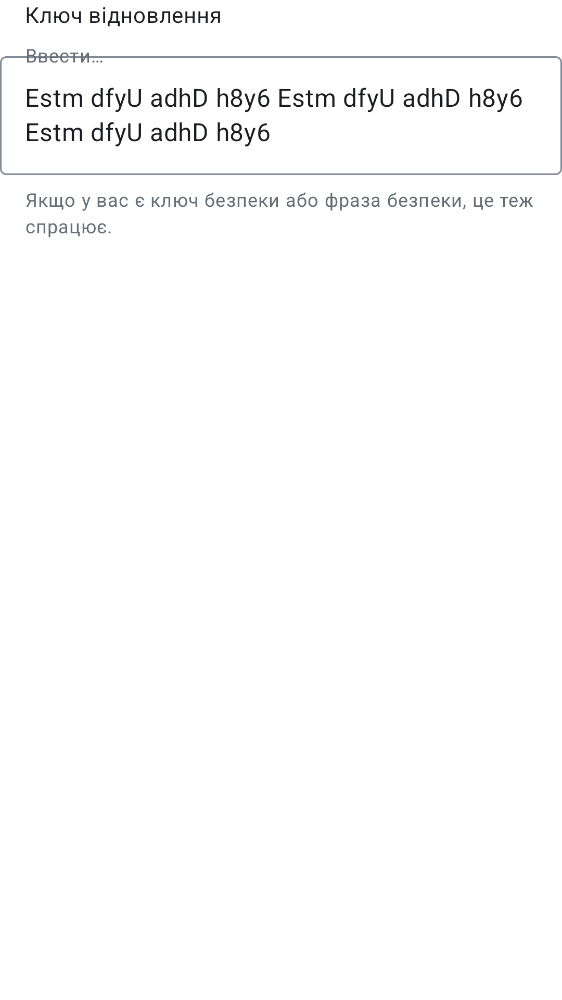 Ключ відновлення
Ввести…
Estm dfyU adhD h8y6 Estm dfyU adhD h8y6
Estm dfyU adhD h8y6
Якщо у вас є ключ безпеки або фраза безпеки, це теж
спрацює.